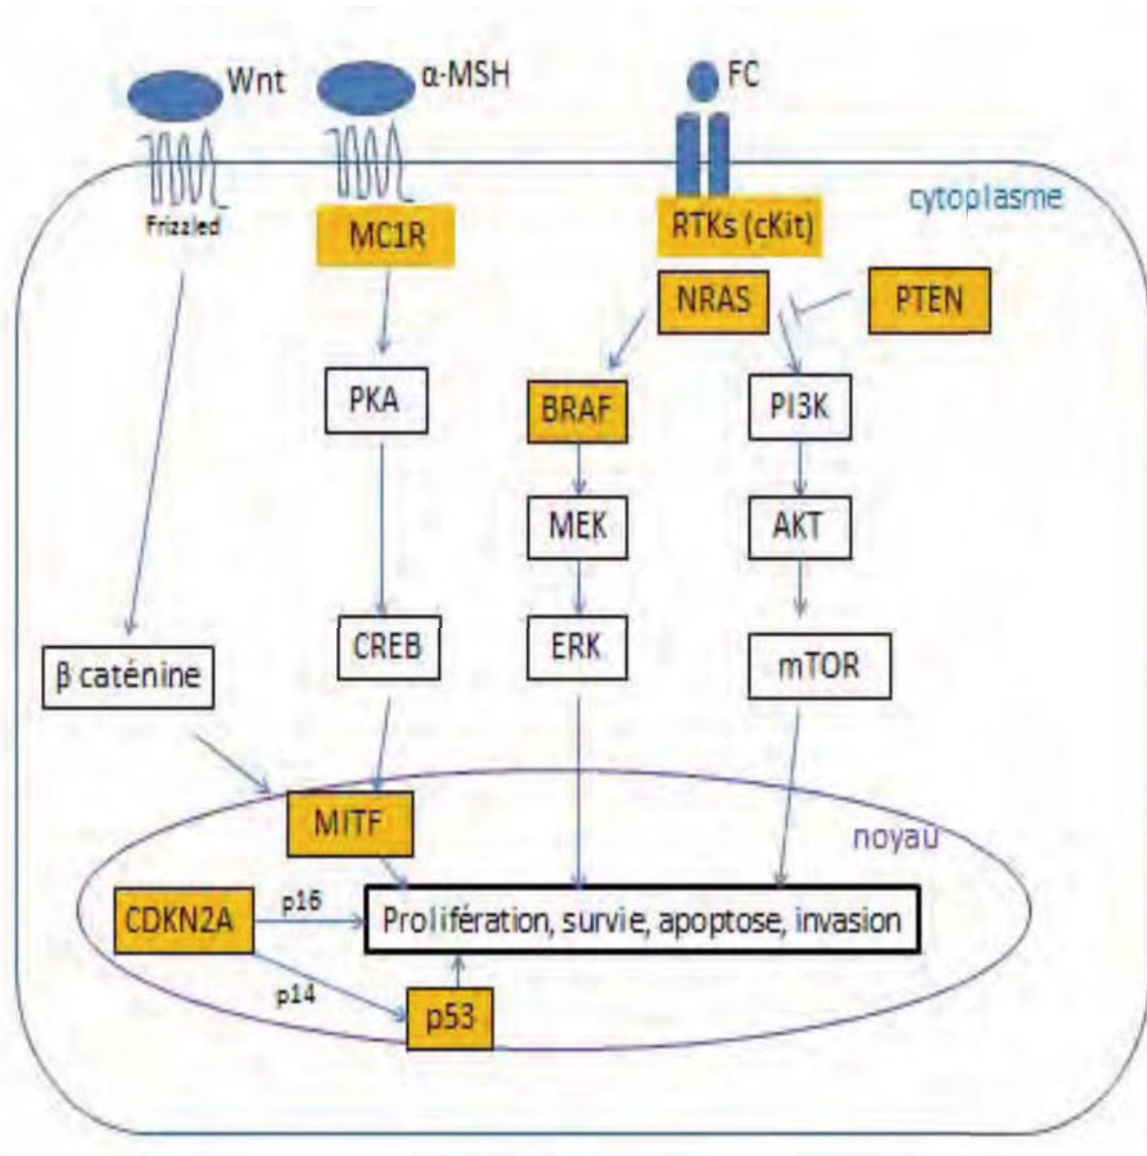 Wnt
α-MSH
FC
cytoplasme
Frizzled
MC1R
RTKs (cKit)
NRAS
PTEN
PKA
BRAF
PI3K
MEK
AKT
CREB
ERK
β caténine
mTOR
MITF
noyau
CDKN2A
p16
Prolifération, survie, apoptose, invasion
p14
p53